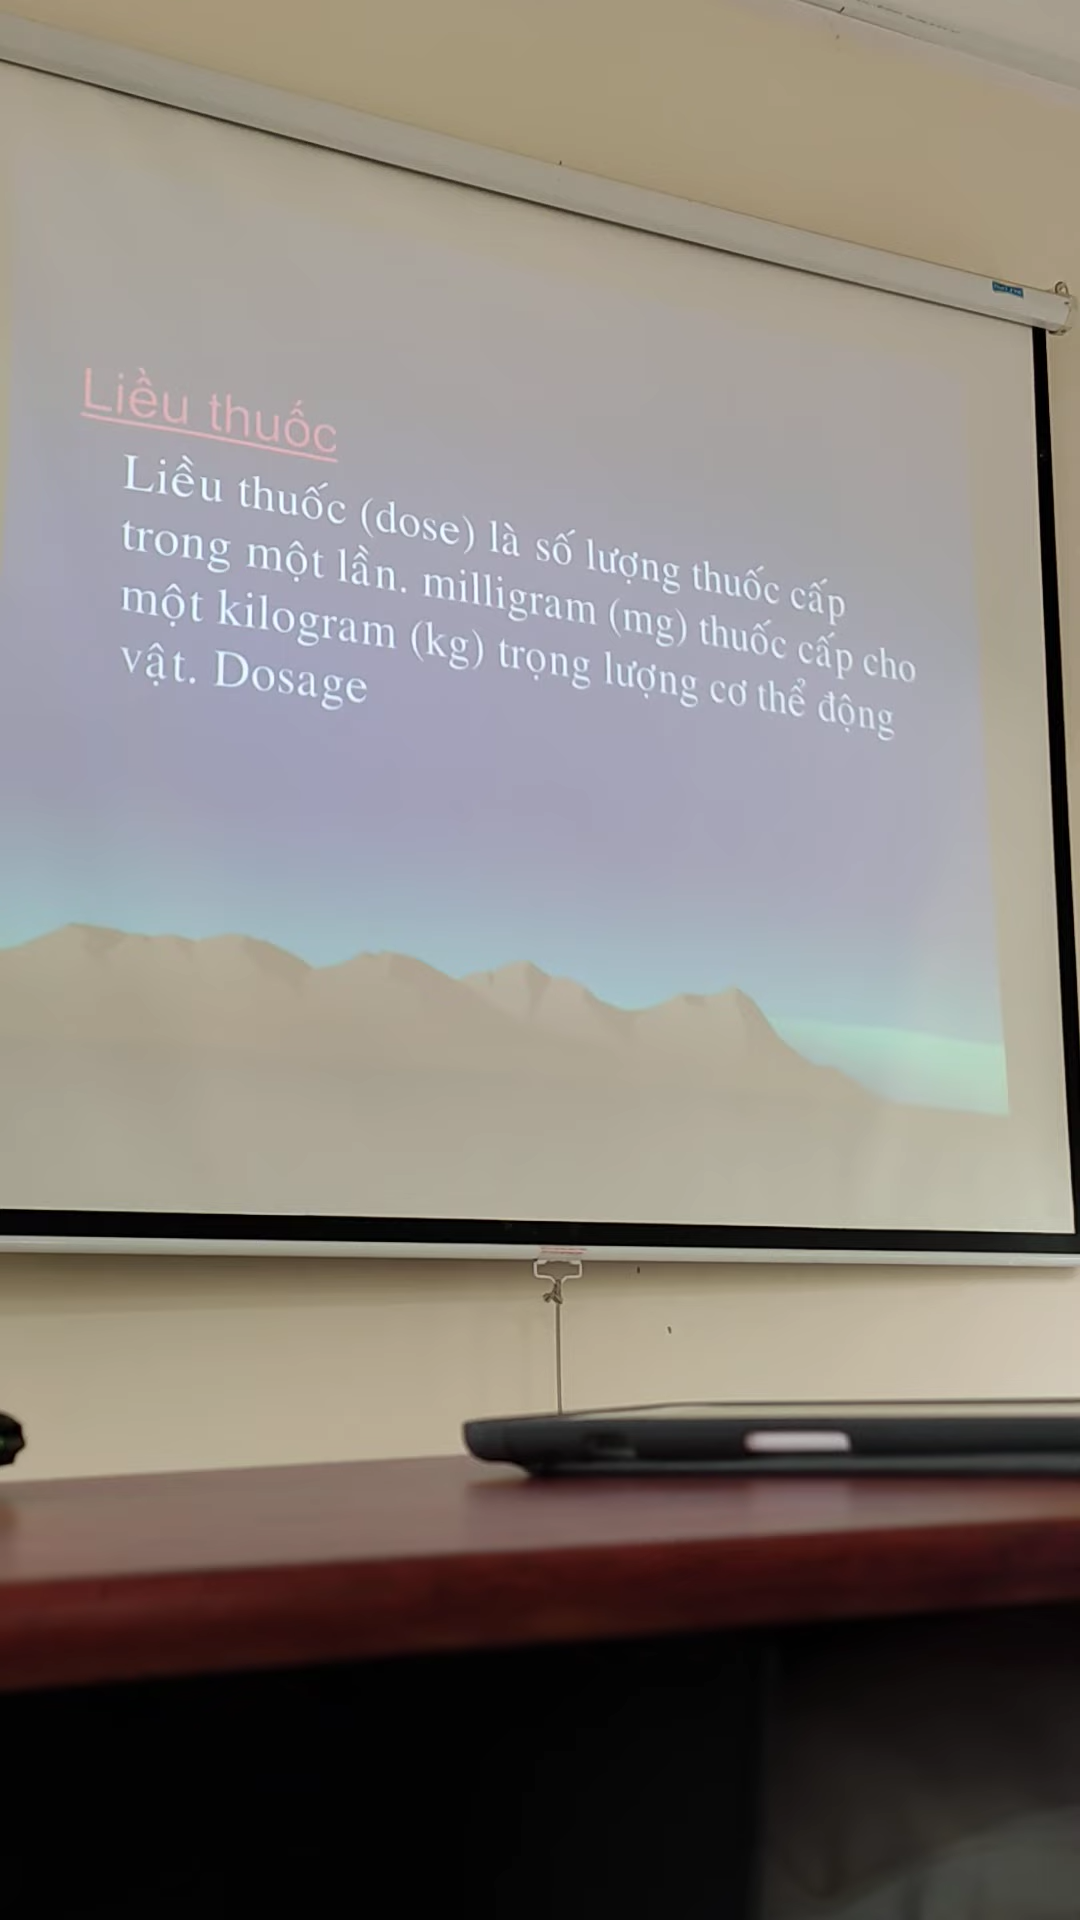 Liều thuốc
Liều thuốc (dose) là số lượng thuốc cấp
trong một lần. milligram (mg) thuốc cấp cho
một kilogram (kg) trọng lượng cơ thể động
vật. Dosage